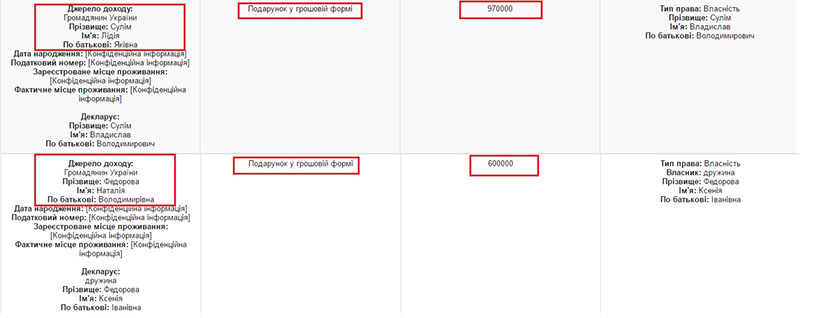 Джерело доходу:
Громадянин України
Прізвище: Сулім
Ім'я: Лідія
По батькові: Яківна
Дата народження: [Конфіденційна інформація]
Податковий номер: [Конфіденційна інформація]
Зареєстроване місце проживання:
[Конфіденційна інформація]
Фактичне місце проживання: [Конфіденційна
інформація]
Декларує:
Прізвище: Сулім
Ім'я: Владислав
По батькові: Володимирович
Подарунок у грошовій формі
970000
Тип права: Власність
Прізвище: Сулім
Ім'я: Владислав
По батькові: Володимирович
Джерело доходу:
Громадянин України
Прізвище: Федорова
Ім'я: Наталія
По батькові: Володимирівна
Дата народження: [Конфіденційна інформація]
Податковий номер: [Конфіденційна інформація]
Зареєстроване місце проживання:
[Конфіденційна інформація]
Фактичне місце проживання: [Конфіденційна
інформація]
Декларує:
дружина
Прізвище: Федорова
Ім'я: Ксенія
По батькові: Іванівна
Подарунок у грошовій формі
600000
Тип права: Власність
Власник: дружина
Прізвище: Федорова
Ім'я: Ксенія
По батькові: Іванівна